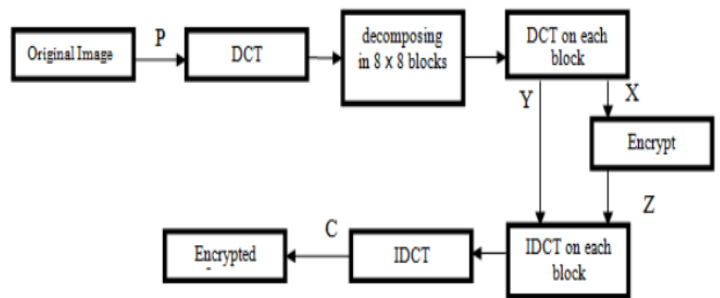 Original Image
P
DCT
decomposing
in 8 x 8 blocks
DCT on each
block
Y
X
Encrypt
Z
IDCT on each
block
IDCT
C
Encrypted